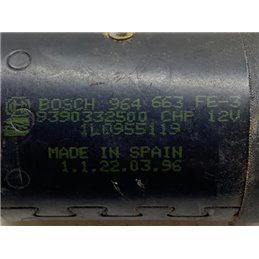 BOSCH 964 663 FE-3
9390332500 CHP 12V
1L0955119
MADE IN SPAIN
1.1.22.03.96